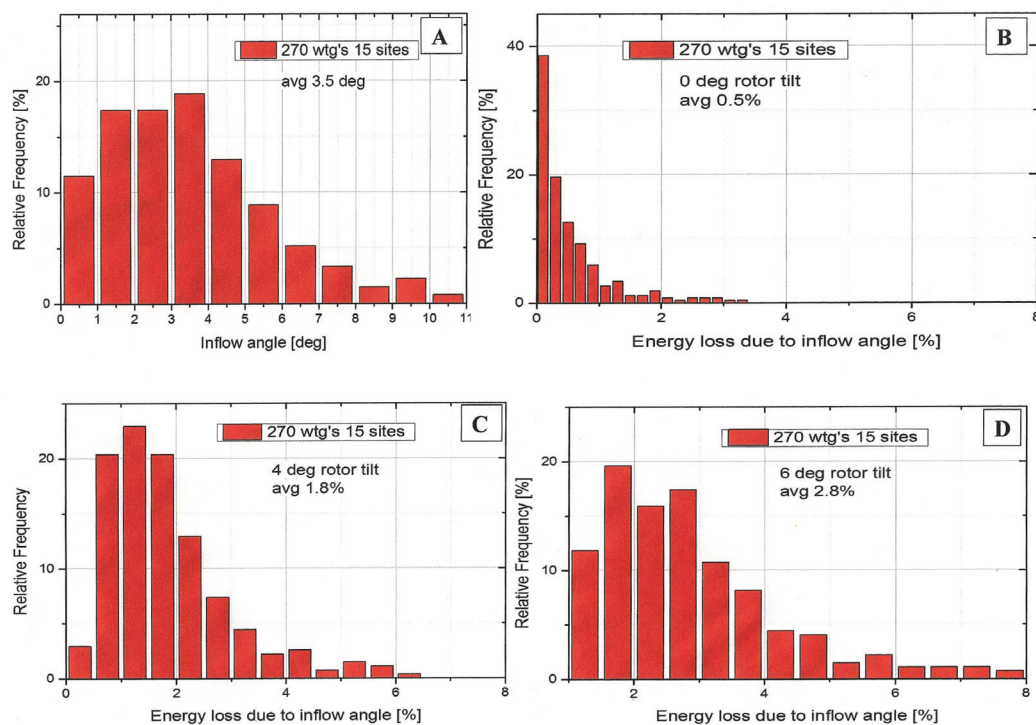 A
270 wtg's 15 sites
avg 3.5 deg
Relative Frequency [%]
20
10
0
0 1 2 3 4 5 6 7 8 9 10 11
Inflow angle [deg]
B
270 wtg's 15 sites
0 deg rotor tilt
avg 0.5%
Relative Frequency [%]
40
20
0
0 2 4 6 8
Energy loss due to inflow angle [%]
C
270 wtg's 15 sites
4 deg rotor tilt
avg 1.8%
Relative Frequency
20
10
0
0 2 4 6 8
Energy loss due to inflow angle [%]
D
270 wtg's 15 sites
6 deg rotor tilt
avg 2.8%
Relative Frequency [%]
20
10
0
2 4 6 8
Energy loss due to inflow angle [%]